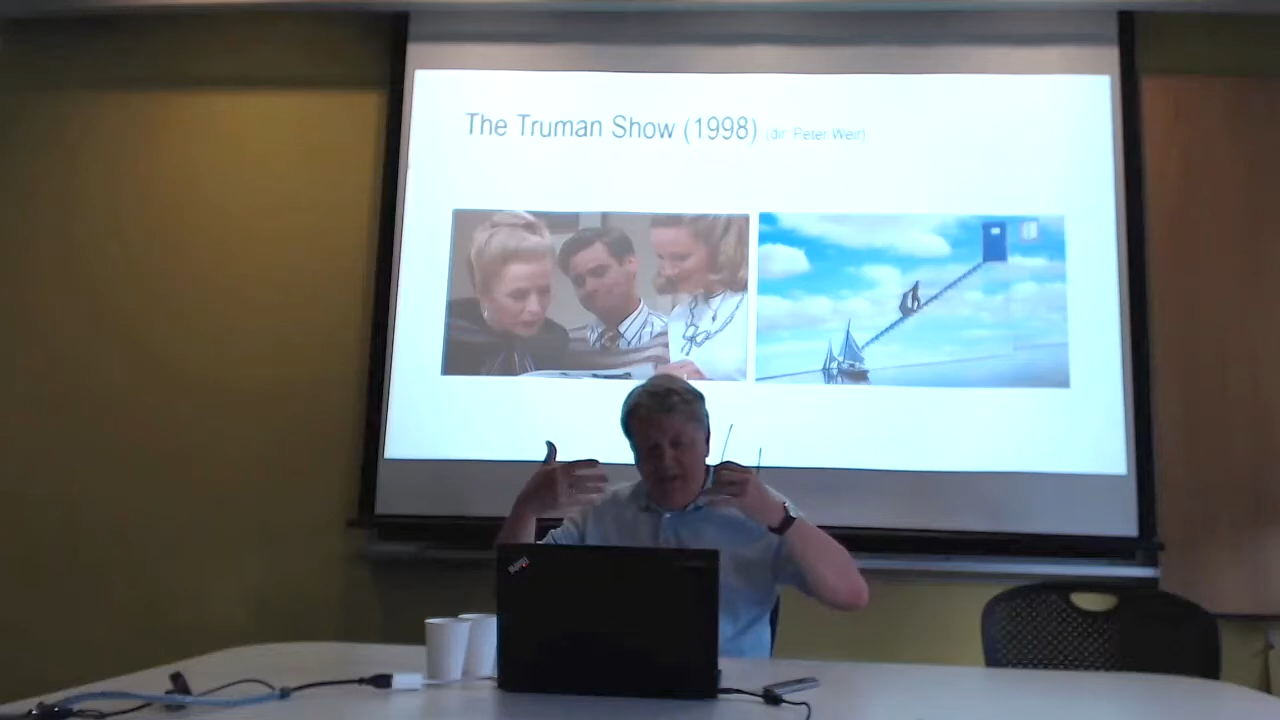 The Truman Show (1998) (dir. Peter Weir)